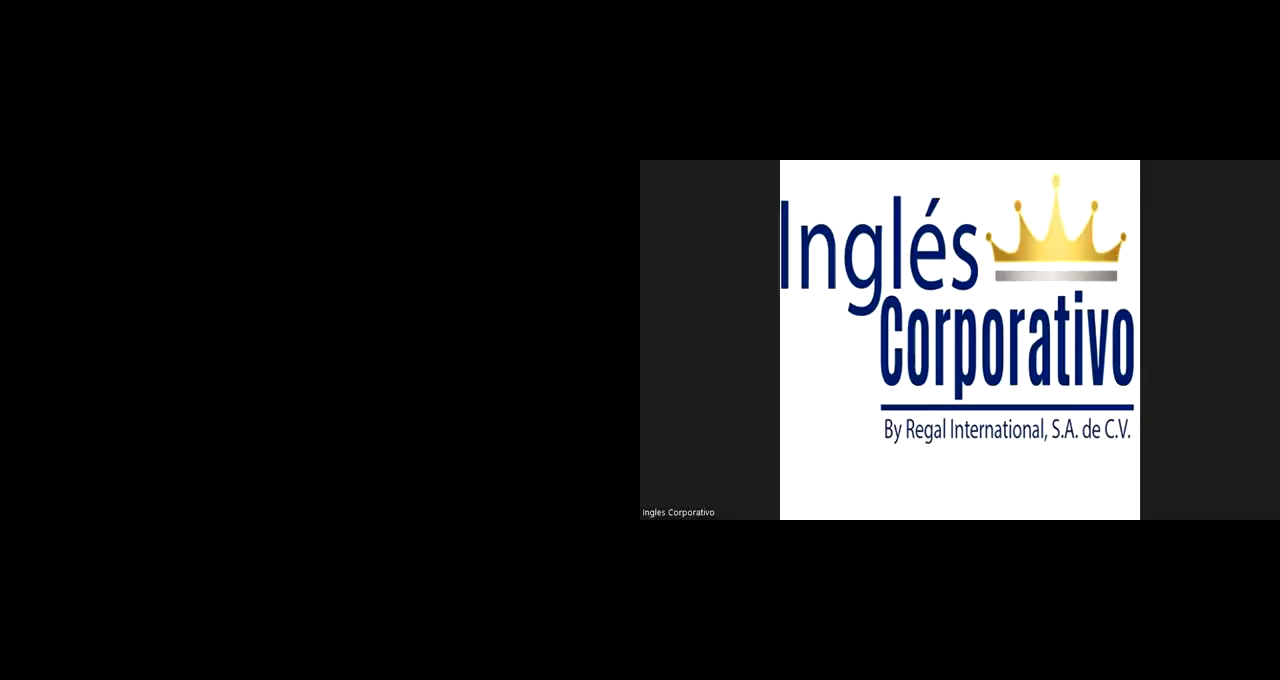 Inglés
Corporativo
By Regal International, S.A. de C.V.
Ingles Corporativo